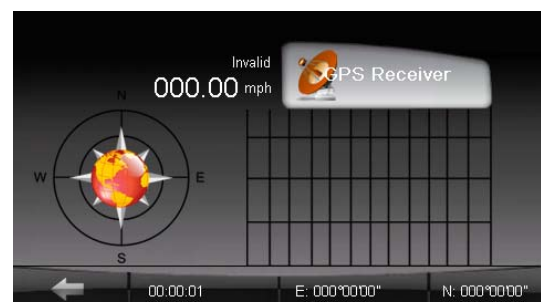 Invalid
000.00 mph
GPS Receiver
N
W
E
S
00:00:01
E: 000°00'00"
N: 000°00'00"